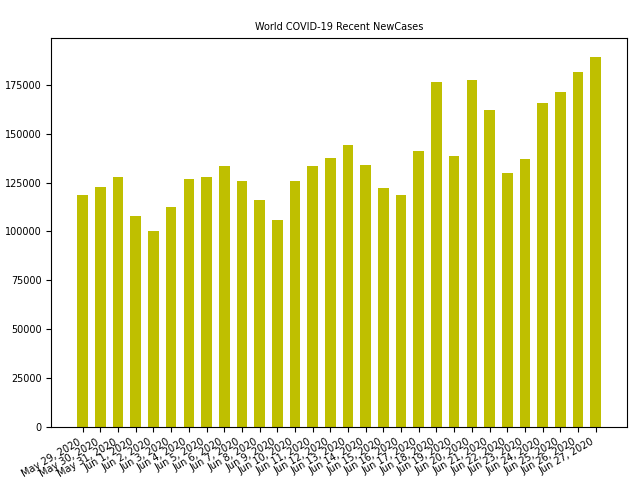 World COVID-19 Recent NewCases
175000
150000
125000
100000
75000
50000
25000
0
May 29, 2020
May 30, 2020
May 31, 2020
Jun 1, 2020
Jun 2, 2020
Jun 3, 2020
Jun 4, 2020
Jun 5, 2020
Jun 6, 2020
Jun 7, 2020
Jun 8, 2020
Jun 9, 2020
Jun 10, 2020
Jun 11, 2020
Jun 12, 2020
Jun 13, 2020
Jun 14, 2020
Jun 15, 2020
Jun 16, 2020
Jun 17, 2020
Jun 18, 2020
Jun 19, 2020
Jun 20, 2020
Jun 21, 2020
Jun 22, 2020
Jun 23, 2020
Jun 24, 2020
Jun 25, 2020
Jun 26, 2020
Jun 27, 2020